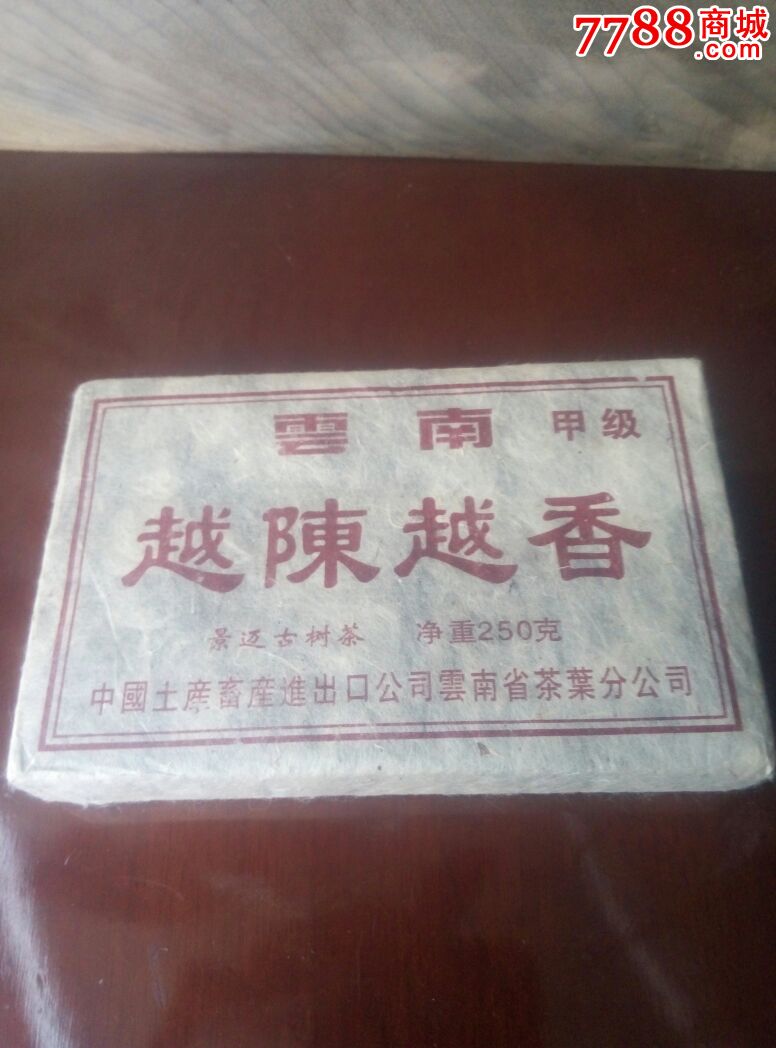 7788商城
.com
雲南 甲级
越陳越香
景迈古树茶 净重250克
中國土産畜産進出口公司雲南省茶葉分公司